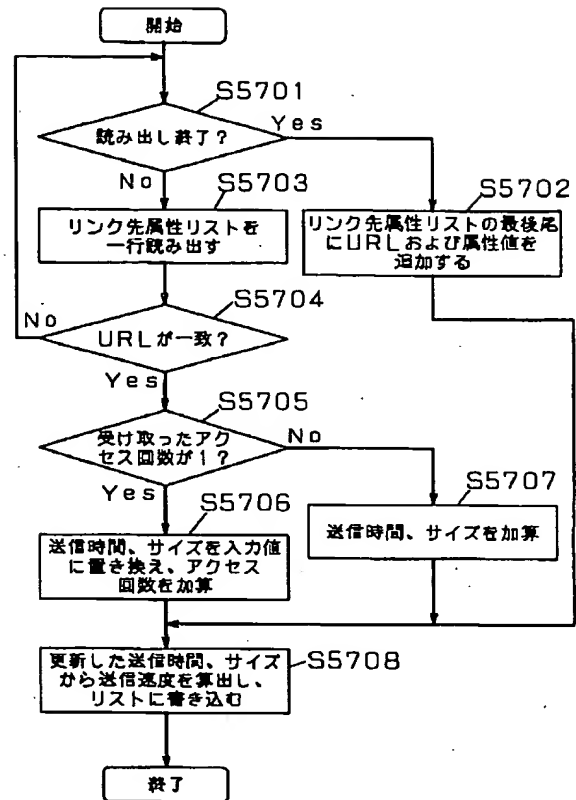 開始
S5701
読み出し終了?
Yes
No
S5703
S5702
リンク先属性リストを
一行読み出す
リンク先属性リストの最後尾
にURLおよび属性値を
追加する
S5704
No
URLが一致?
Yes
S5705
受け取ったアク
セス回数が1?
No
Yes
S5706
S5707
送信時間、サイズを入力値
に置き換え、アクセス
回数を加算
送信時間、サイズを加算
S5708
更新した送信時間、サイズ
から送信速度を算出し、
リストに書き込む
終了